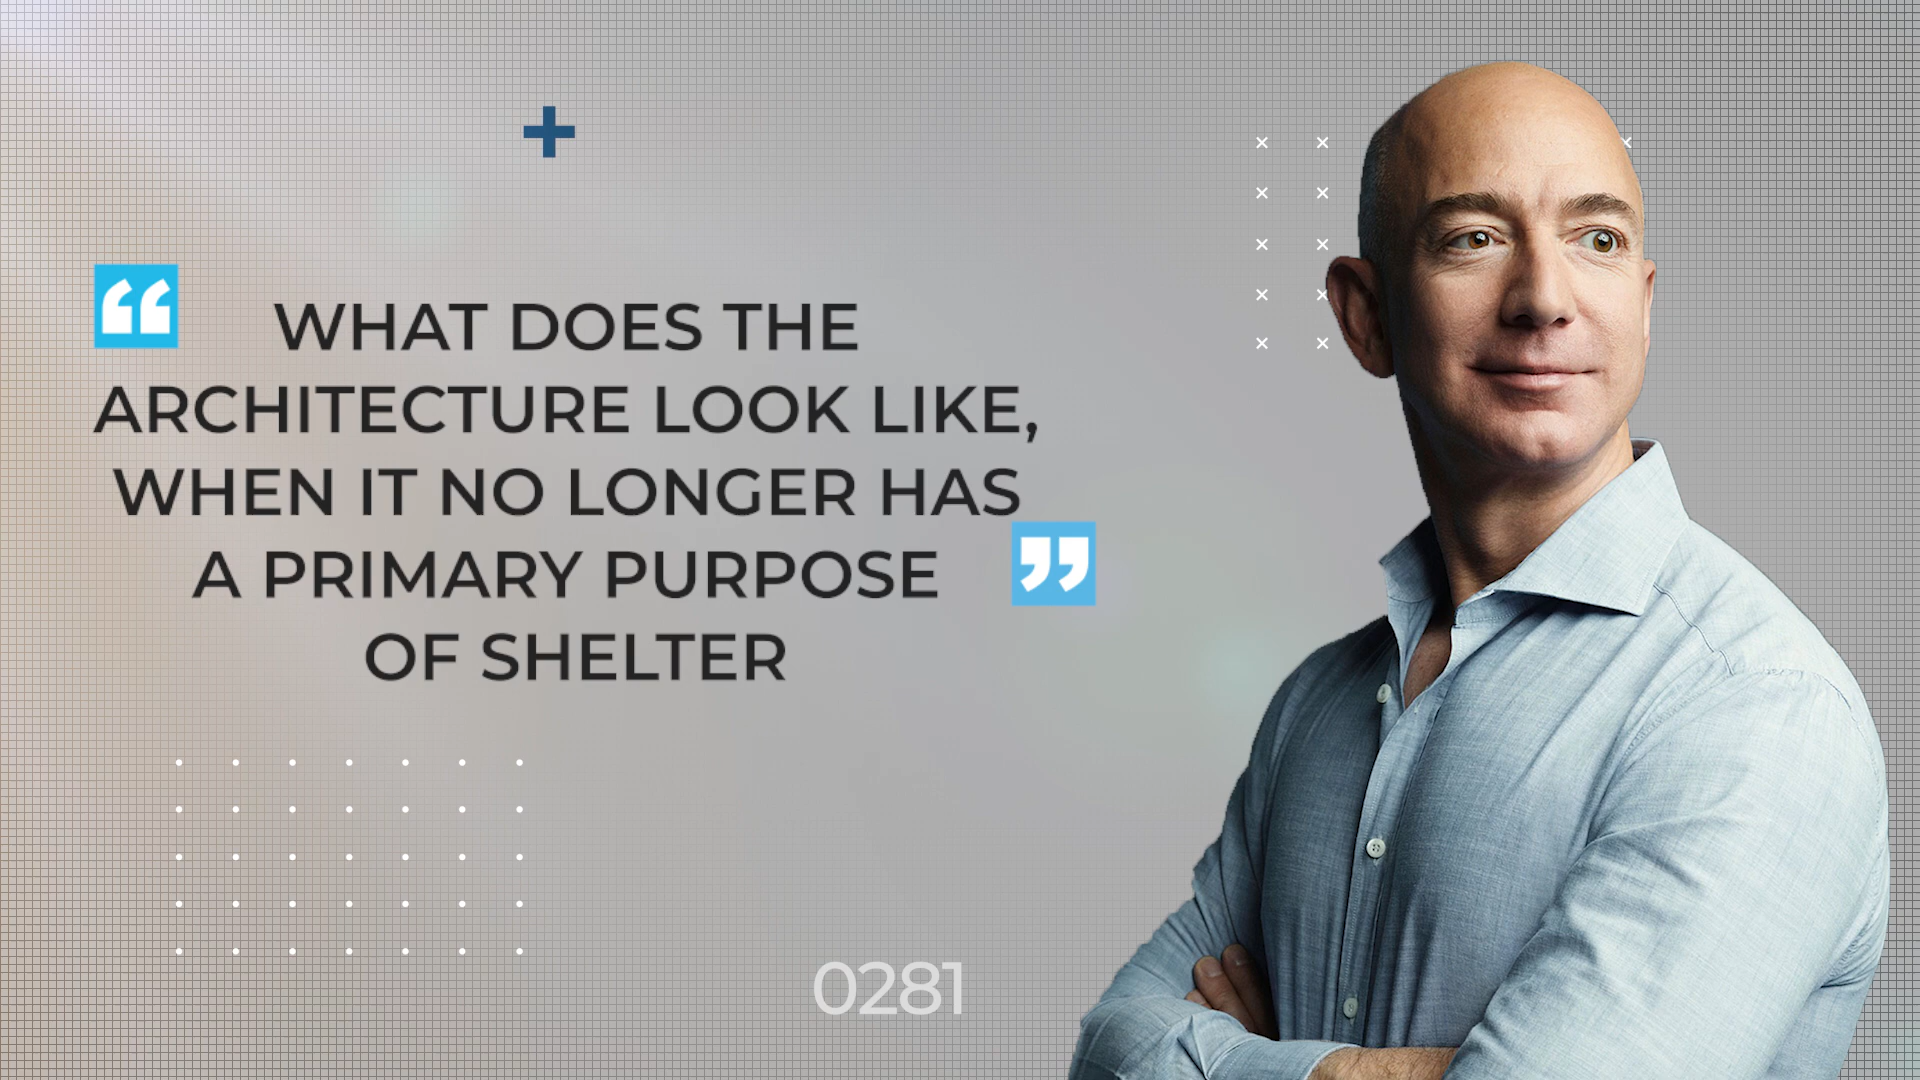 “ WHAT DOES THE
ARCHITECTURE LOOK LIKE,
WHEN IT NO LONGER HAS
A PRIMARY PURPOSE ”
OF SHELTER
0281